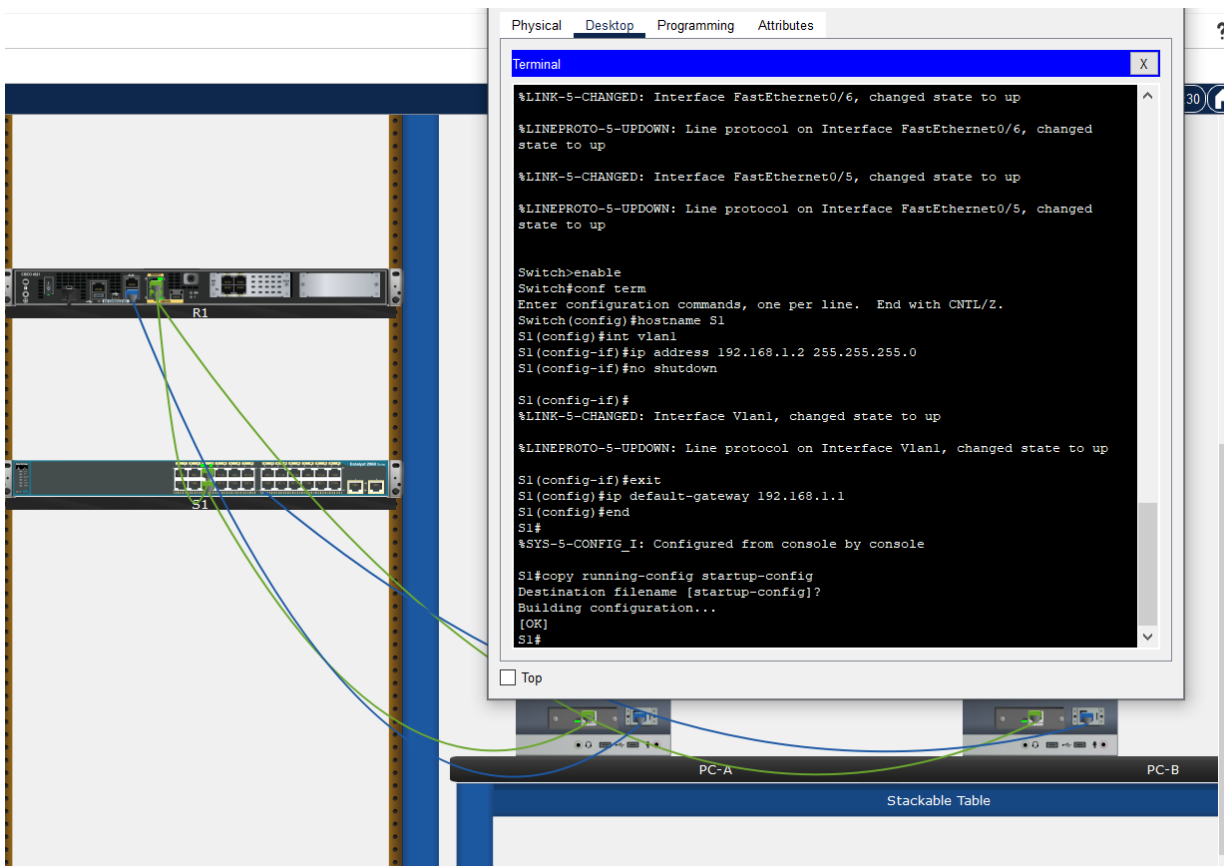 Physical Desktop Programming Attributes
?
Terminal
X
%LINK-5-CHANGED: Interface FastEthernet0/6, changed state to up
%LINEPROTO-5-UPDOWN: Line protocol on Interface FastEthernet0/6, changed
state to up
%LINK-5-CHANGED: Interface FastEthernet0/5, changed state to up
%LINEPROTO-5-UPDOWN: Line protocol on Interface FastEthernet0/5, changed
state to up
Switch>enable
Switch#conf term
Enter configuration commands, one per line. End with CNTL/Z.
Switch(config)#hostname S1
S1(config)#int vlan1
S1(config-if)#ip address 192.168.1.2 255.255.255.0
S1(config-if)#no shutdown
S1(config-if)#
%LINK-5-CHANGED: Interface Vlan1, changed state to up
%LINEPROTO-5-UPDOWN: Line protocol on Interface Vlan1, changed state to up
S1(config-if)#exit
S1(config)#ip default-gateway 192.168.1.1
S1(config)#end
S1#
%SYS-5-CONFIG_I: Configured from console by console
S1#copy running-config startup-config
Destination filename [startup-config]?
Building configuration...
[OK]
S1#
Top
30)
R1
Catalyst 2960 Series
S1
PC-A
PC-B
Stackable Table